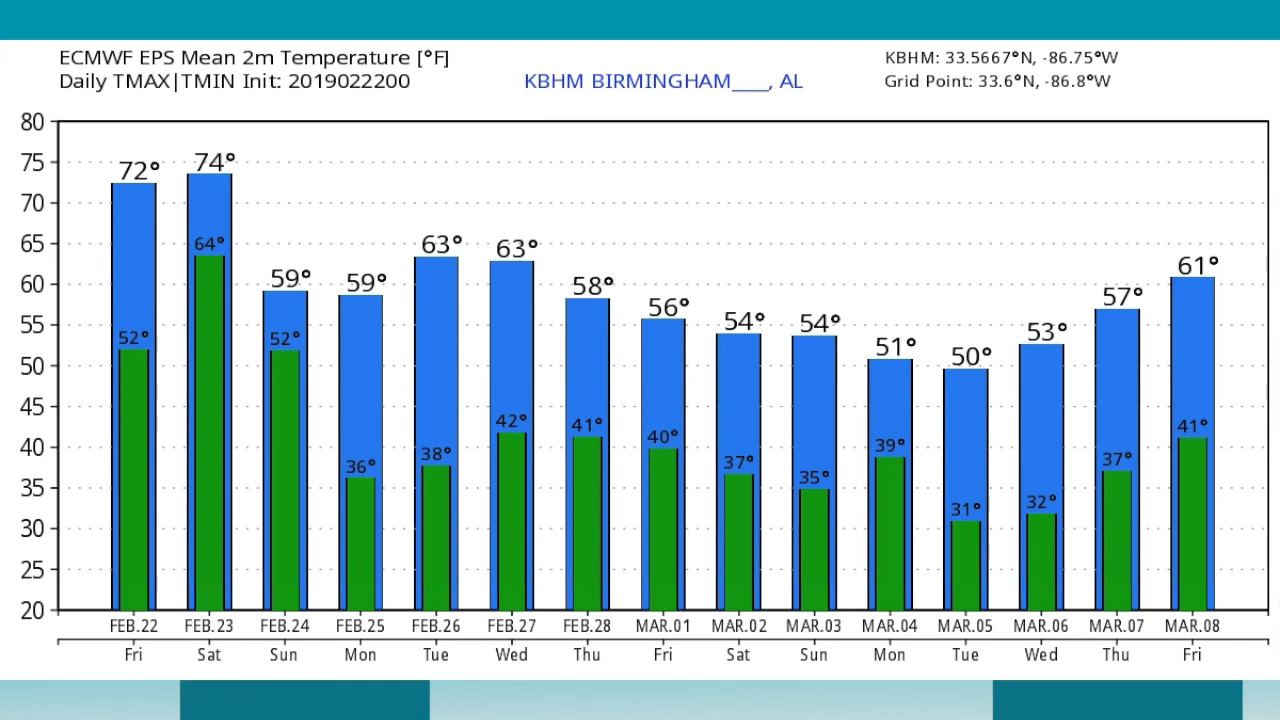 ECMWF EPS Mean 2m Temperature [°F]
Daily TMAX|TMIN Init: 2019022200
KBHM BIRMINGHAM____, AL
KBHM: 33.5667°N, -86.75°W
Grid Point: 33.6°N, -86.8°W
80
75
70
65
60
55
50
45
40
35
30
25
20
72° 74° 59° 59° 63° 63° 58° 56° 54° 54° 51° 50° 53° 57° 61°
52° 64° 52° 36° 38° 42° 41° 40° 37° 35° 39° 31° 32° 37° 41°
FEB.22 FEB.23 FEB.24 FEB.25 FEB.26 FEB.27 FEB.28 MAR.01 MAR.02 MAR.03 MAR.04 MAR.05 MAR.06 MAR.07 MAR.08
Fri Sat Sun Mon Tue Wed Thu Fri Sat Sun Mon Tue Wed Thu Fri